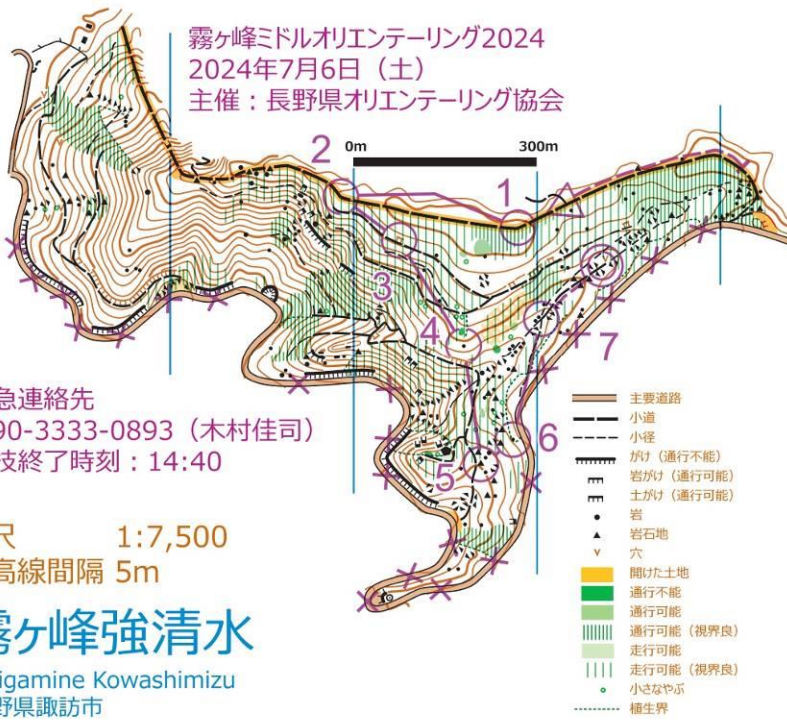 霧ヶ峰ミドルオリエンテーリング2024
2024年7月6日（土）
主催：長野県オリエンテーリング協会
0m 300m
2
1
3
4
7
6
5
急連絡先
90-3333-0893（木村佳司）
技終了時刻：14:40
尺 1:7,500
高線間隔 5m
霧ヶ峰強清水
igamine Kowashimizu
野県諏訪市
主要道路
小道
小径
がけ（通行不能）
岩がけ（通行可能）
土がけ（通行可能）
岩
岩石地
穴
開けた土地
通行不能
通行可能
通行可能（視界良）
走行可能
走行可能（視界良）
小さなやぶ
植生界